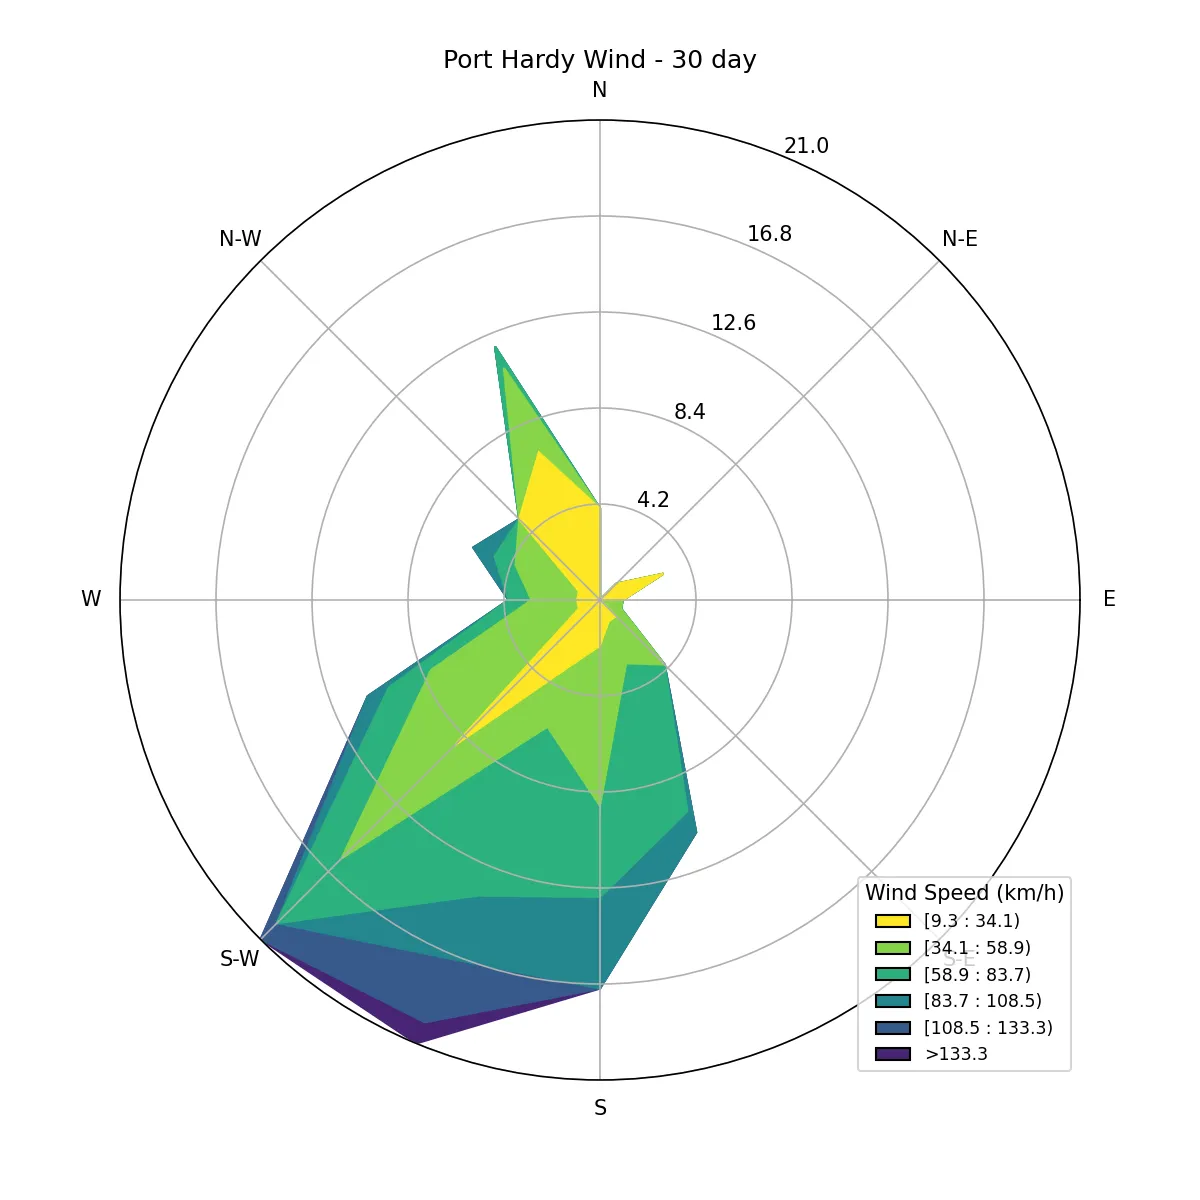 Port Hardy Wind - 30 day
N
21.0
16.8
N-W
N-E
12.6
8.4
4.2
W
E
Wind Speed (km/h)
[9.3 : 34.1)
[34.1 : 58.9)
S-W
S-E
[58.9 : 83.7)
[83.7 : 108.5)
[108.5 : 133.3)
>133.3
S